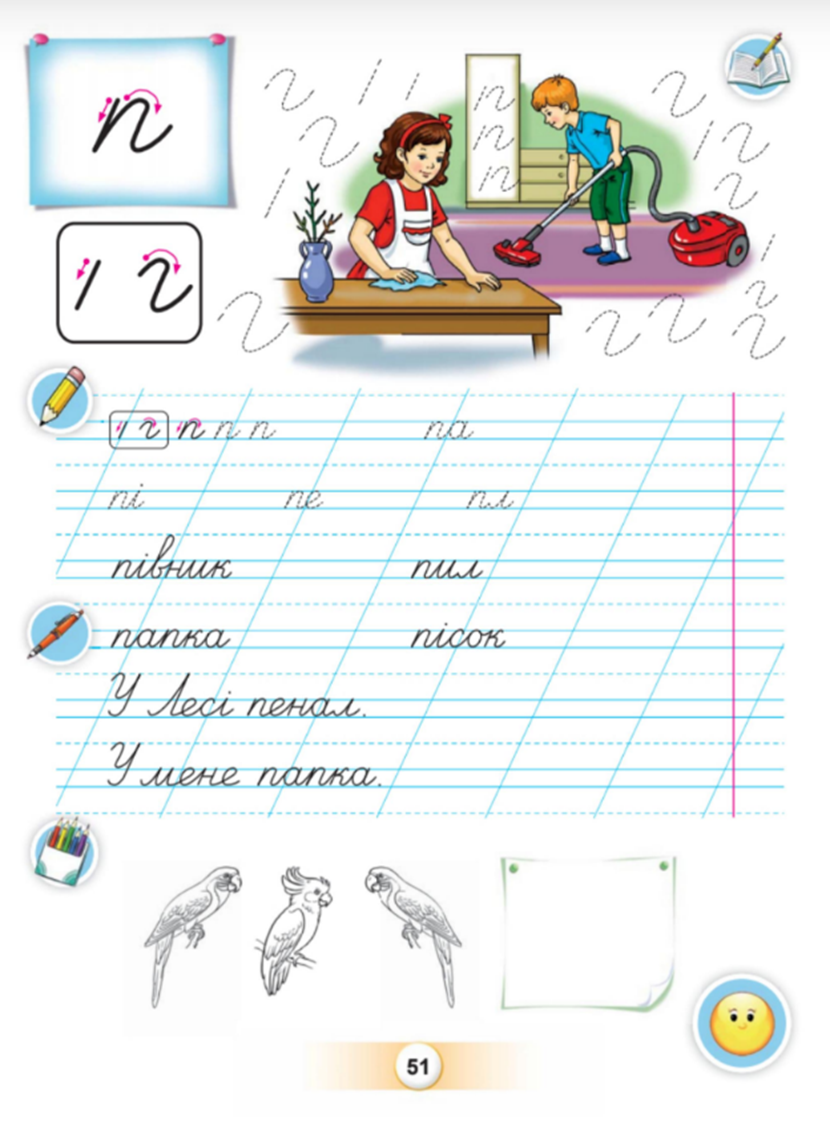 п
п
п
п
п п п па
пі пе пл
півник пил
папка пісок
У Лесі пенал.
У мене папка.
51